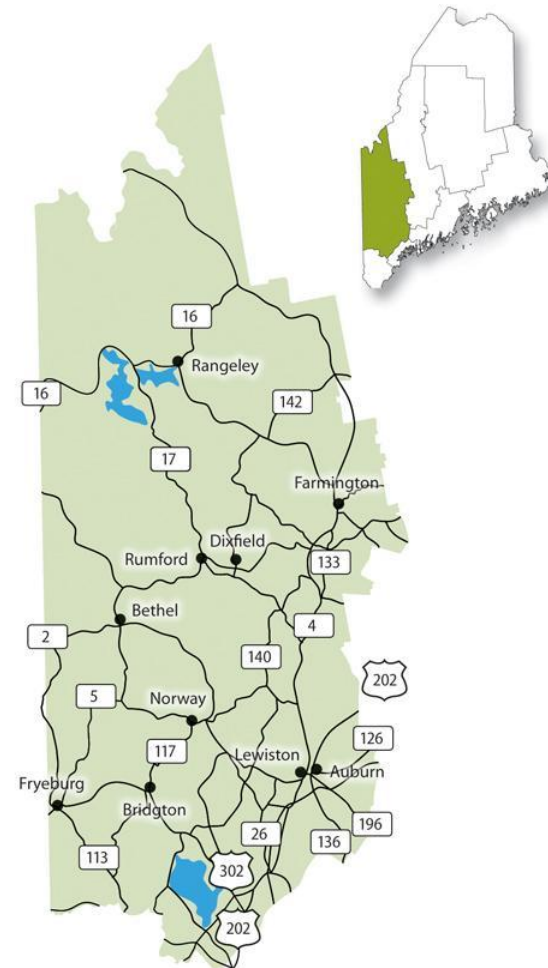 16
Rangeley
16
142
17
Farmington
Dixfield
Rumford
133
Bethel
2
4
140
202
5
Norway
117
126
Lewiston
Auburn
Fryeburg
Bridgton
196
26
136
113
302
202